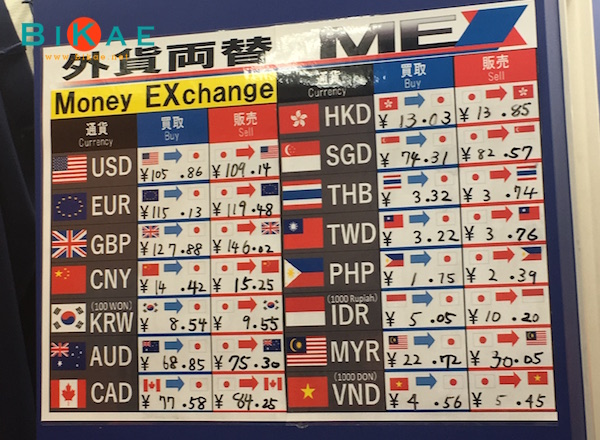 BIKAE
www.bikae.net
外貨両替 MEX
Money EXchange
通貨 買取 販売
Currency Buy Sell
USD ¥105.86 ¥109.14
EUR ¥115.13 ¥119.48
GBP ¥127.88 ¥146.02
CNY ¥14.42 ¥15.25
(100 WON)
KRW ¥8.54 ¥9.55
AUD ¥68.85 ¥75.30
CAD ¥77.58 ¥84.25
通貨 買取 販売
Currency Buy Sell
HKD ¥13.03 ¥13.85
SGD ¥74.31 ¥82.57
THB ¥3.32 ¥3.74
TWD ¥3.22 ¥3.76
PHP ¥1.75 ¥2.39
(1000 Rupiah)
IDR ¥5.05 ¥10.20
MYR ¥22.72 ¥30.05
(1000 DON)
VND ¥4.56 ¥5.45